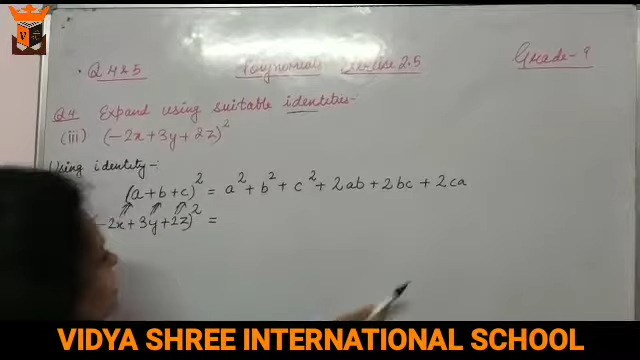 Q 4 & 5 Polynomials Exercise 2.5 Grade-9
Q4 Expand using suitable identities:-
(iii) (-2x+3y+2z)²
Using identity:-
(a+b+c)² = a² + b² + c² + 2ab + 2bc + 2ca
-2x+3y+2z)² =
VIDYA SHREE INTERNATIONAL SCHOOL